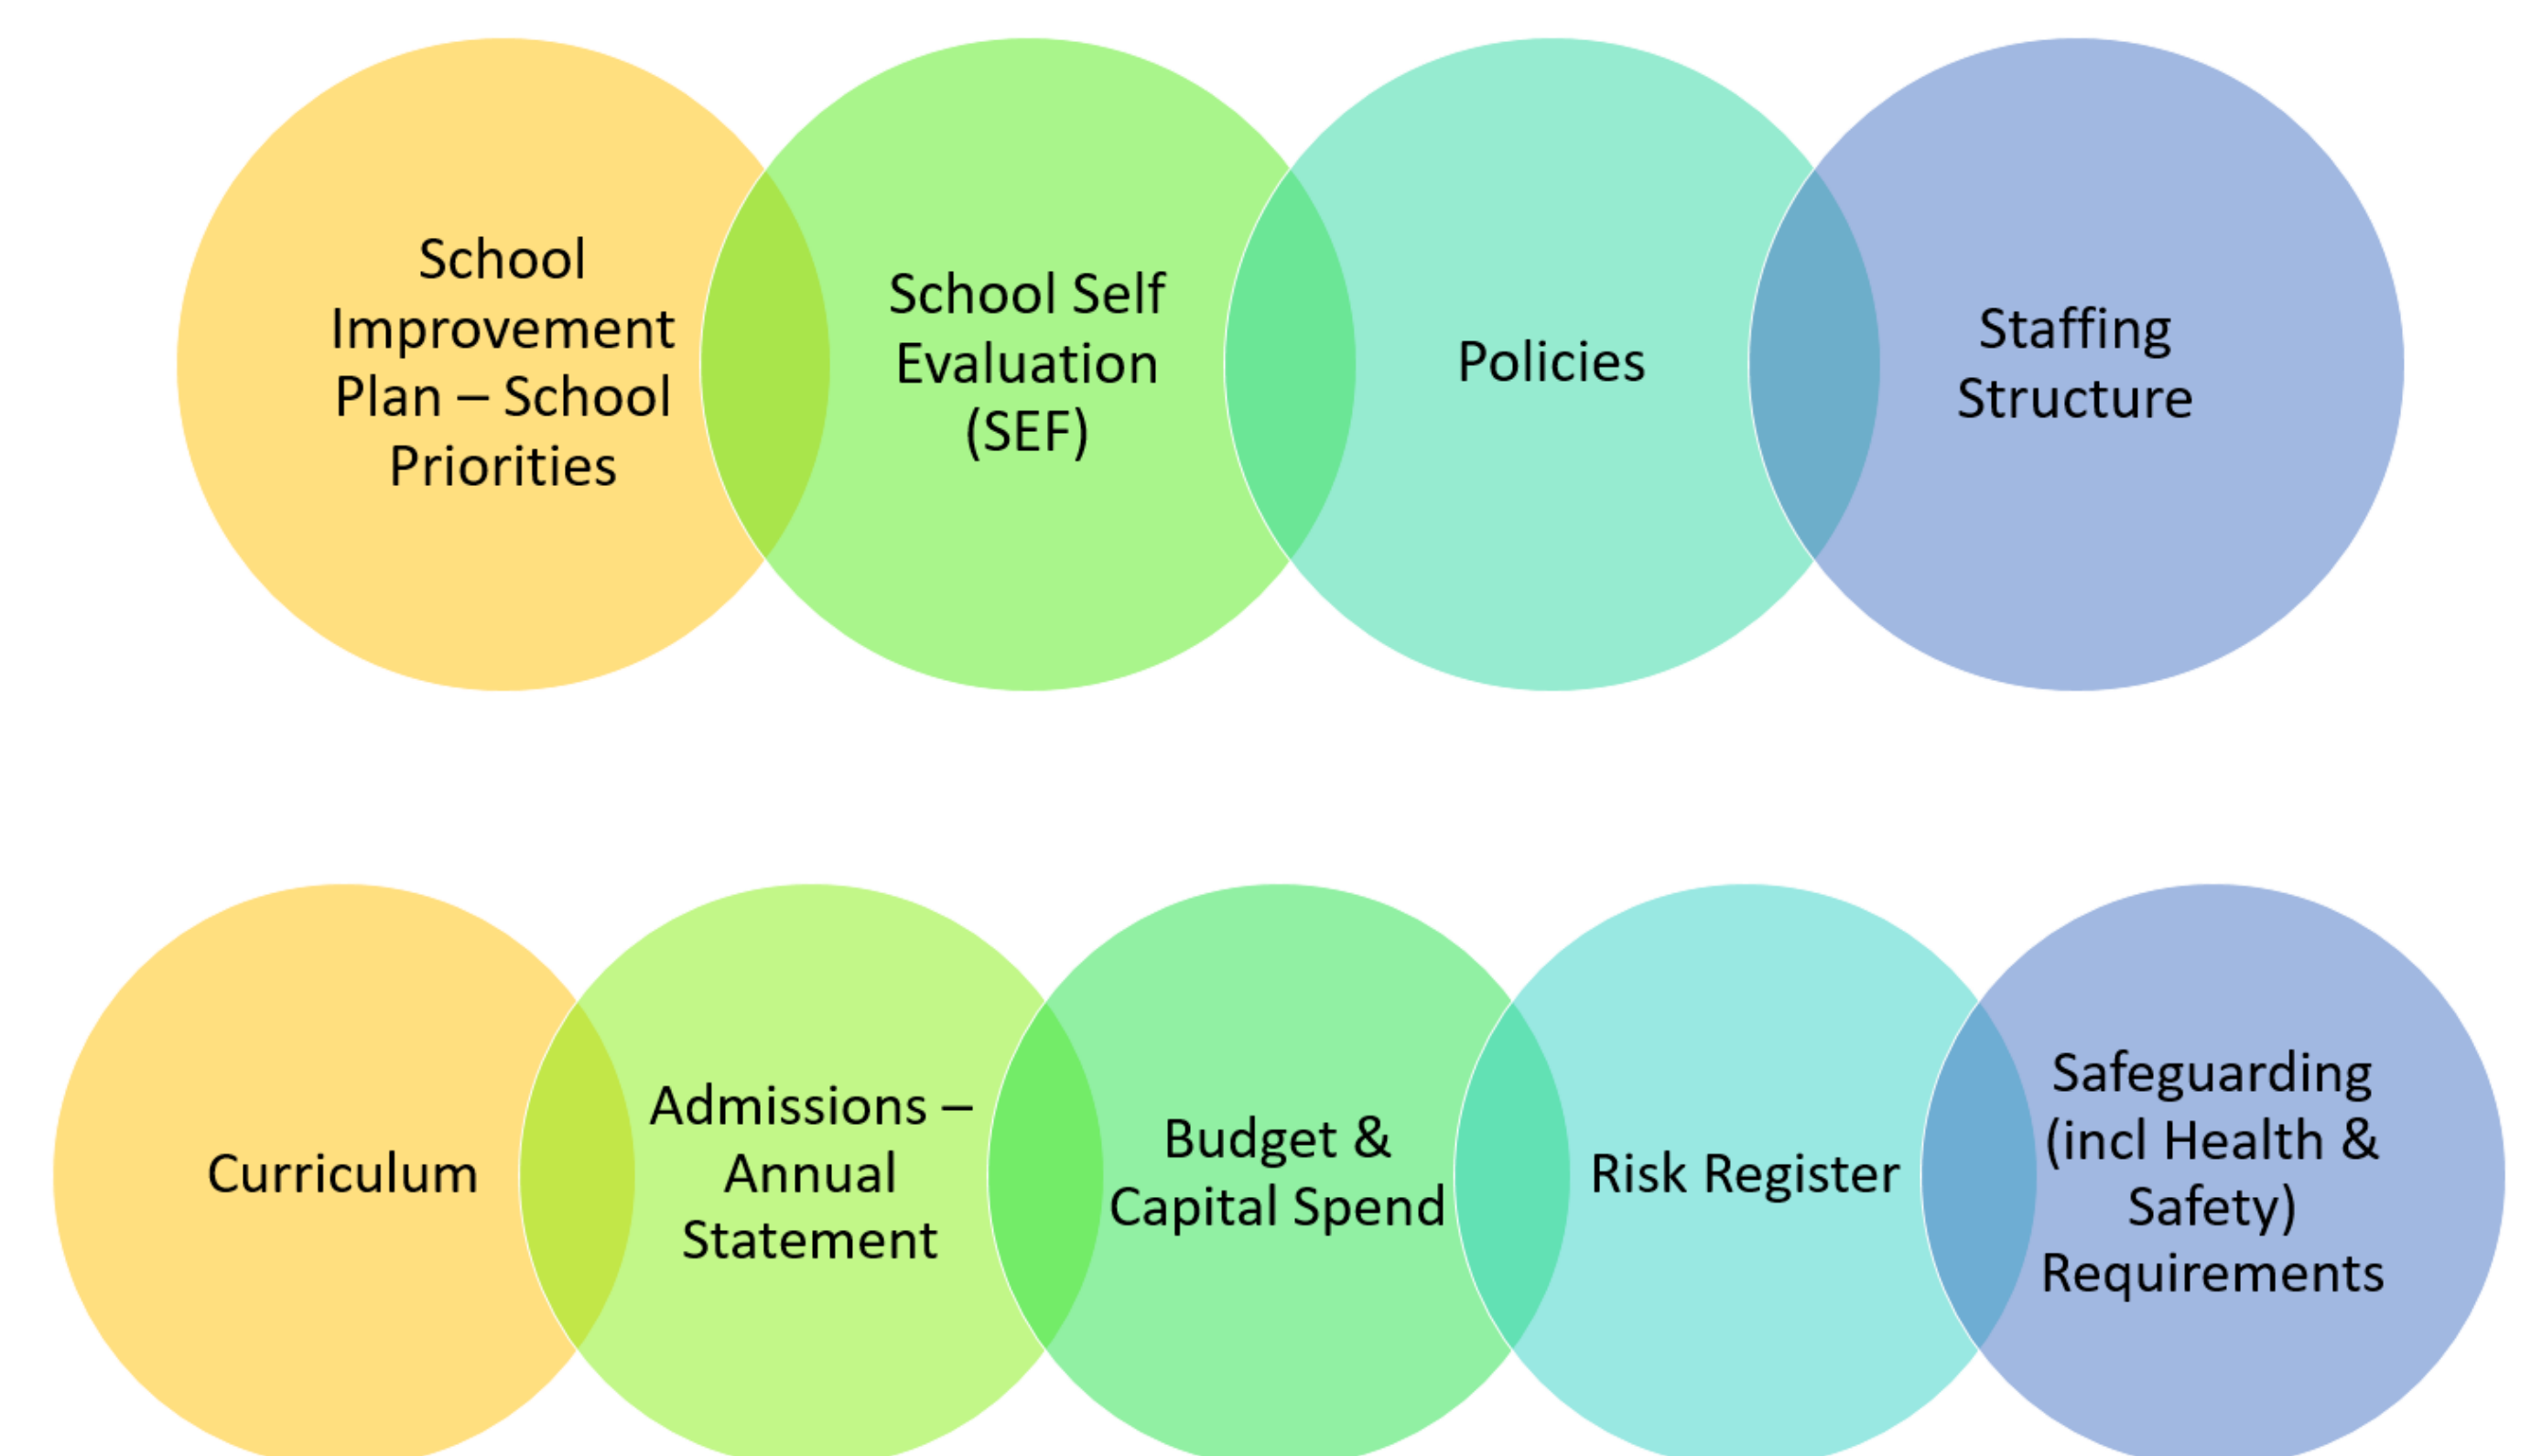 School
Improvement
Plan – School
Priorities
School Self
Evaluation
(SEF)
Policies
Staffing
Structure
Curriculum
Admissions –
Annual
Statement
Budget &
Capital Spend
Risk Register
Safeguarding
(incl Health &
Safety)
Requirements